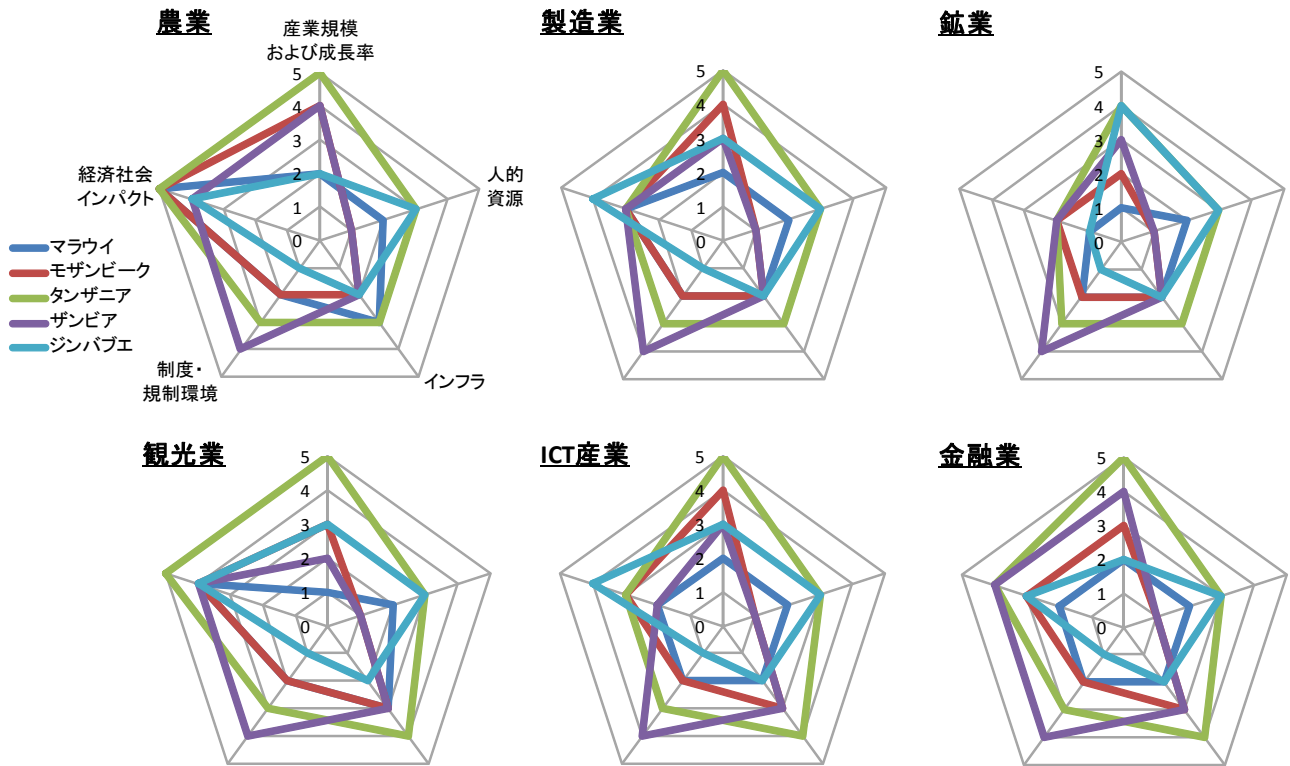 農業
産業規模
および成長率
5
4
3
2
1
0
人的
資源
インフラ
制度・
規制環境
経済社会
インパクト
マラウイ
モザンビーク
タンザニア
ザンビア
ジンバブエ
製造業
5
4
3
2
1
0
鉱業
5
4
3
2
1
0
観光業
5
4
3
2
1
0
ICT産業
5
4
3
2
1
0
金融業
5
4
3
2
1
0